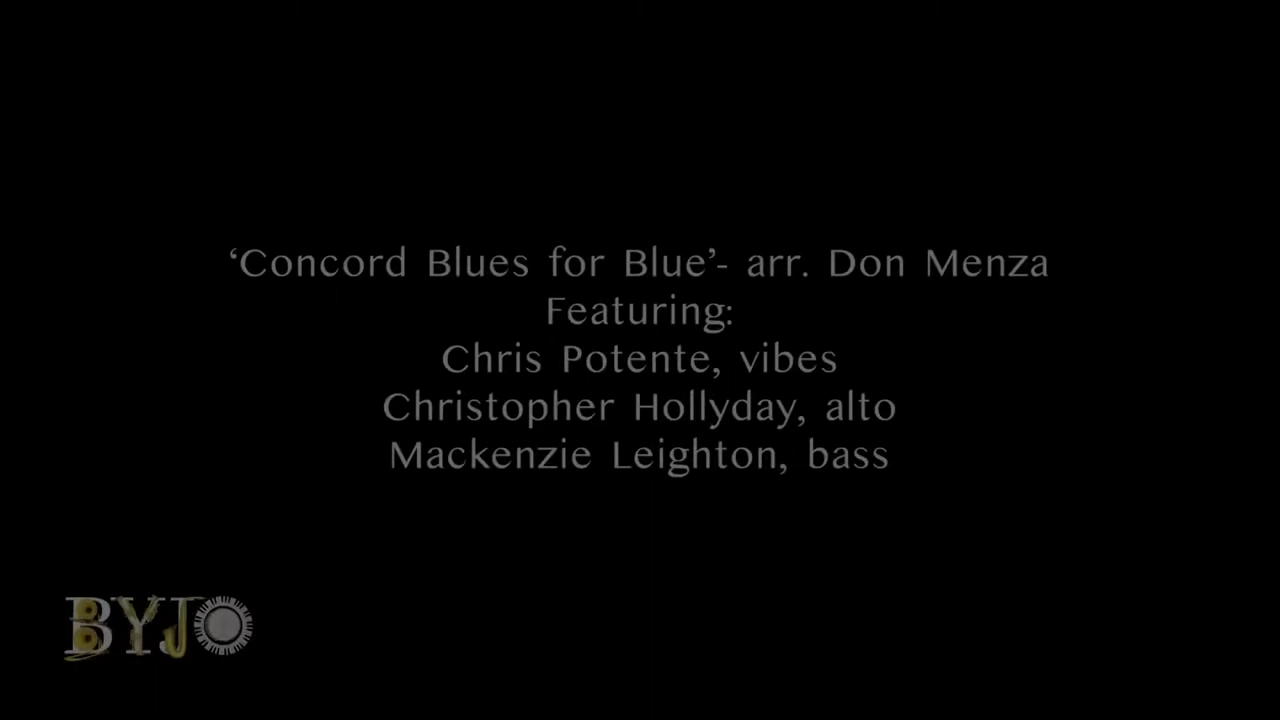 ‘Concord Blues for Blue’- arr. Don Menza
Featuring:
Chris Potente, vibes
Christopher Hollyday, alto
Mackenzie Leighton, bass
BYJO